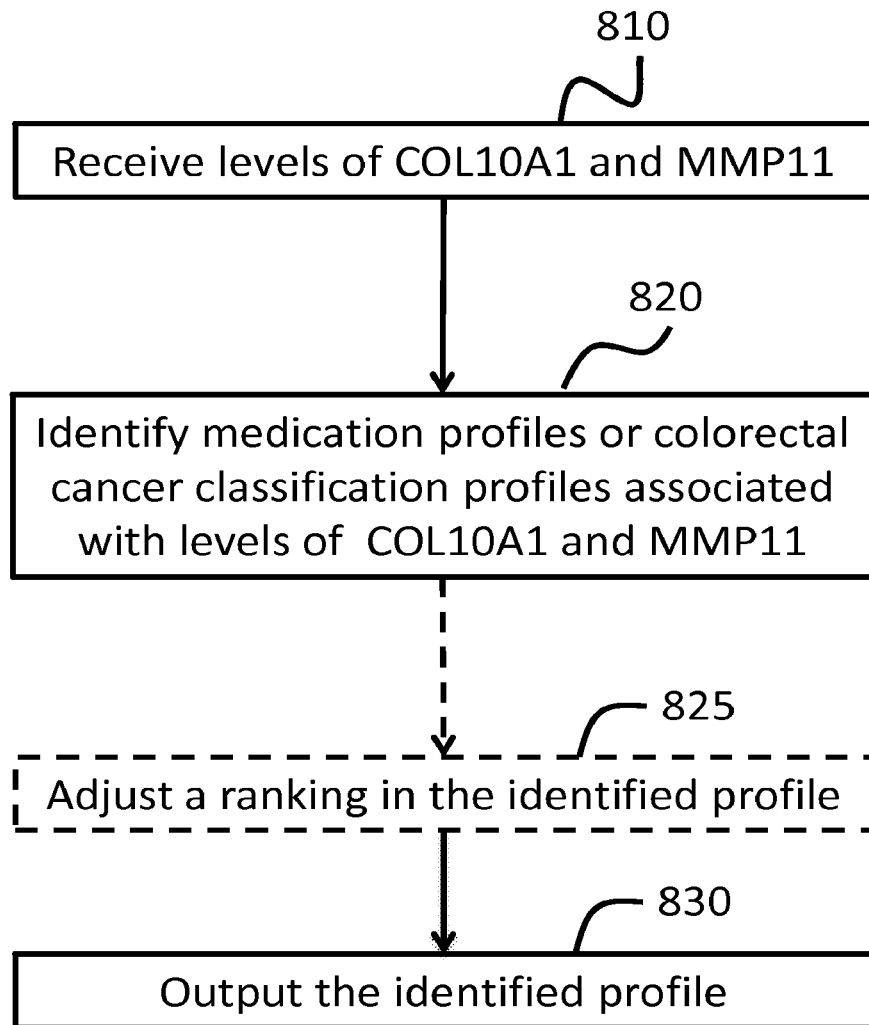 810
Receive levels of COL10A1 and MMP11
820
Identify medication profiles or colorectal
cancer classification profiles associated
with levels of COL10A1 and MMP11
825
Adjust a ranking in the identified profile
830
Output the identified profile